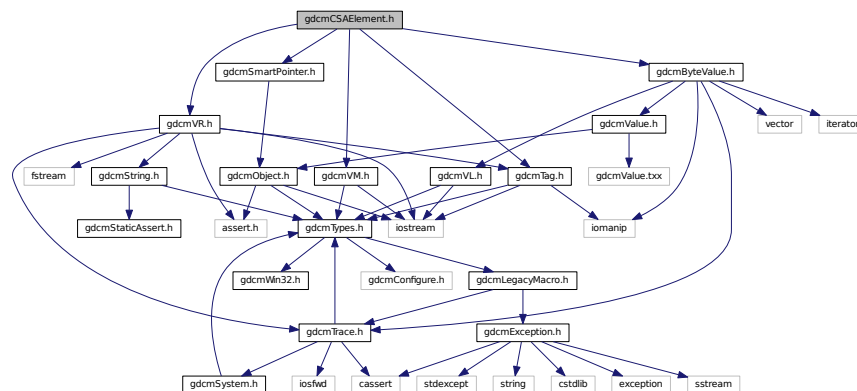 gdcmCSAElement.h
gdcmSmartPointer.h
gdcmByteValue.h
gdcmVR.h
gdcmValue.h
vector
iterator
fstream
gdcmString.h
gdcmObject.h
gdcmVM.h
gdcmVL.h
gdcmTag.h
gdcmValue.txx
gdcmStaticAssert.h
assert.h
gdcmTypes.h
iostream
iomanip
gdcmWin32.h
gdcmConfigure.h
gdcmLegacyMacro.h
gdcmTrace.h
gdcmException.h
gdcmSystem.h
iosfwd
cassert
stdexcept
string
cstdlib
exception
sstream